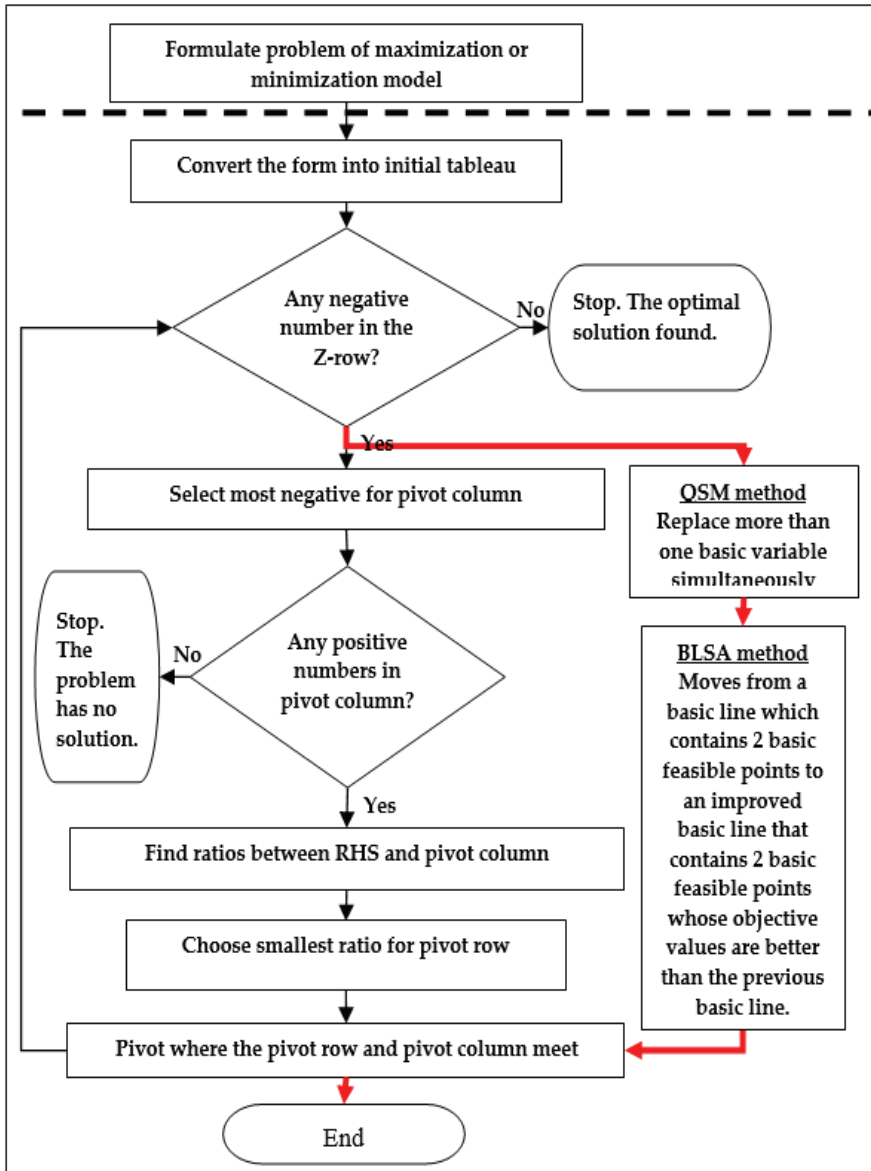 Formulate problem of maximization or
minimization model
Convert the form into initial tableau
Any negative
number in the
Z-row?
No
Stop. The optimal
solution found.
Yes
Select most negative for pivot column
QSM method
Replace more than
one basic variable
simultaneously
Any positive
numbers in
pivot column?
No
Stop.
The
problem
has no
solution.
BLSA method
Moves from a
basic line which
contains 2 basic
feasible points to
an improved
basic line that
contains 2 basic
feasible points
whose objective
values are better
than the previous
basic line.
Yes
Find ratios between RHS and pivot column
Choose smallest ratio for pivot row
Pivot where the pivot row and pivot column meet
End